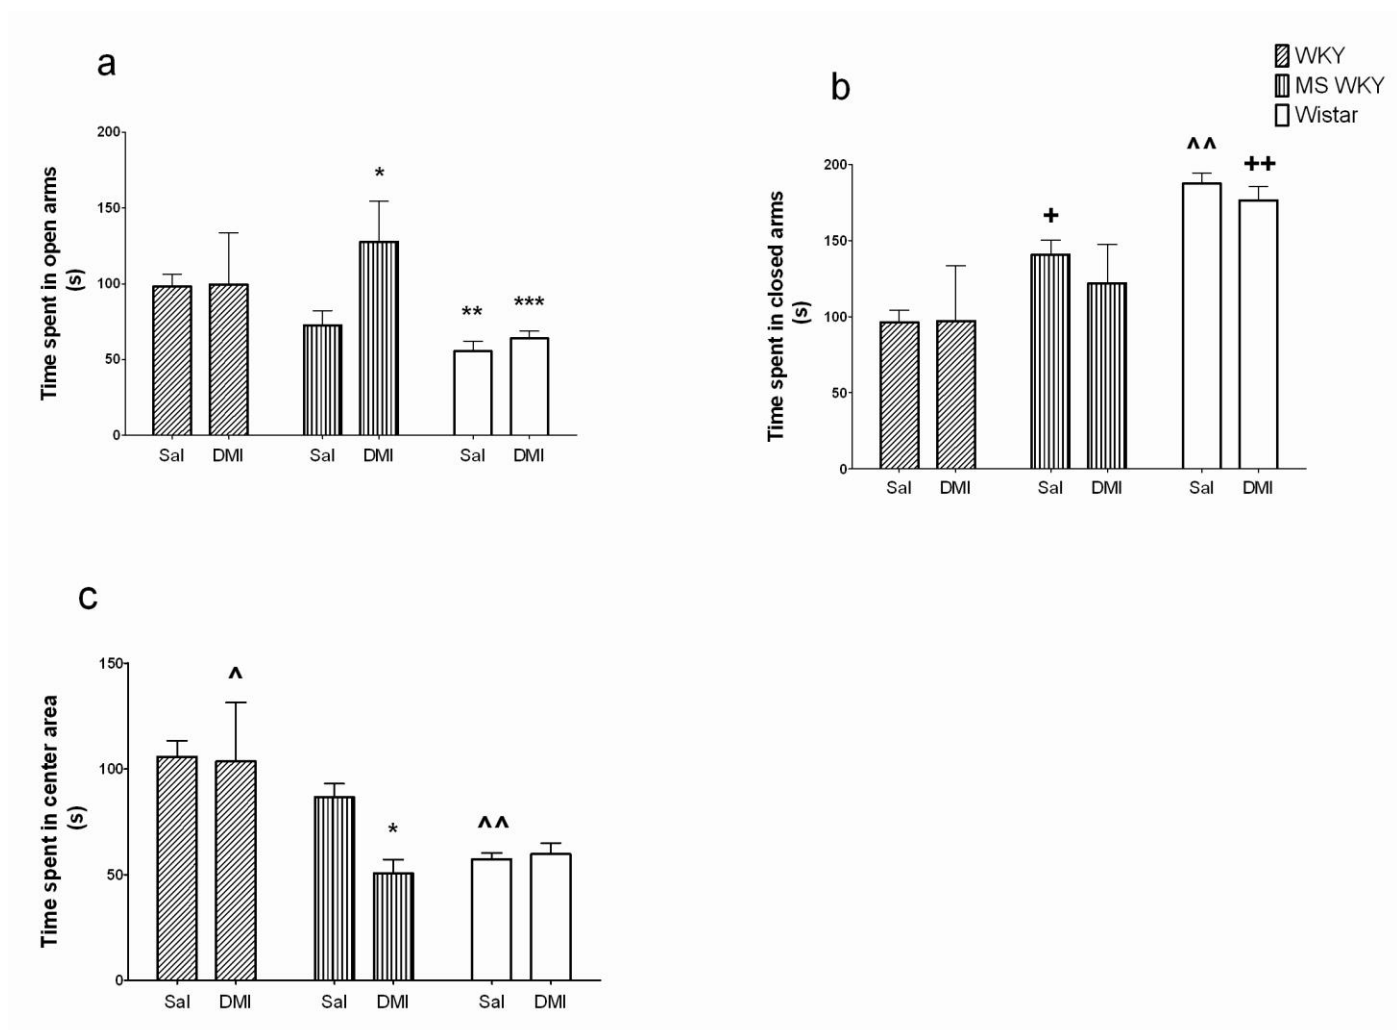 a
Time spent in open arms
(s)
200
150
100
50
0
*
**
***
Sal DMI Sal DMI Sal DMI
b
WKY
MS WKY
Wistar
Time spent in closed arms
(s)
200
150
100
50
0
+
^^
++
Sal DMI Sal DMI Sal DMI
c
Time spent in center area
(s)
150
100
50
0
^
*
^^
Sal DMI Sal DMI Sal DMI